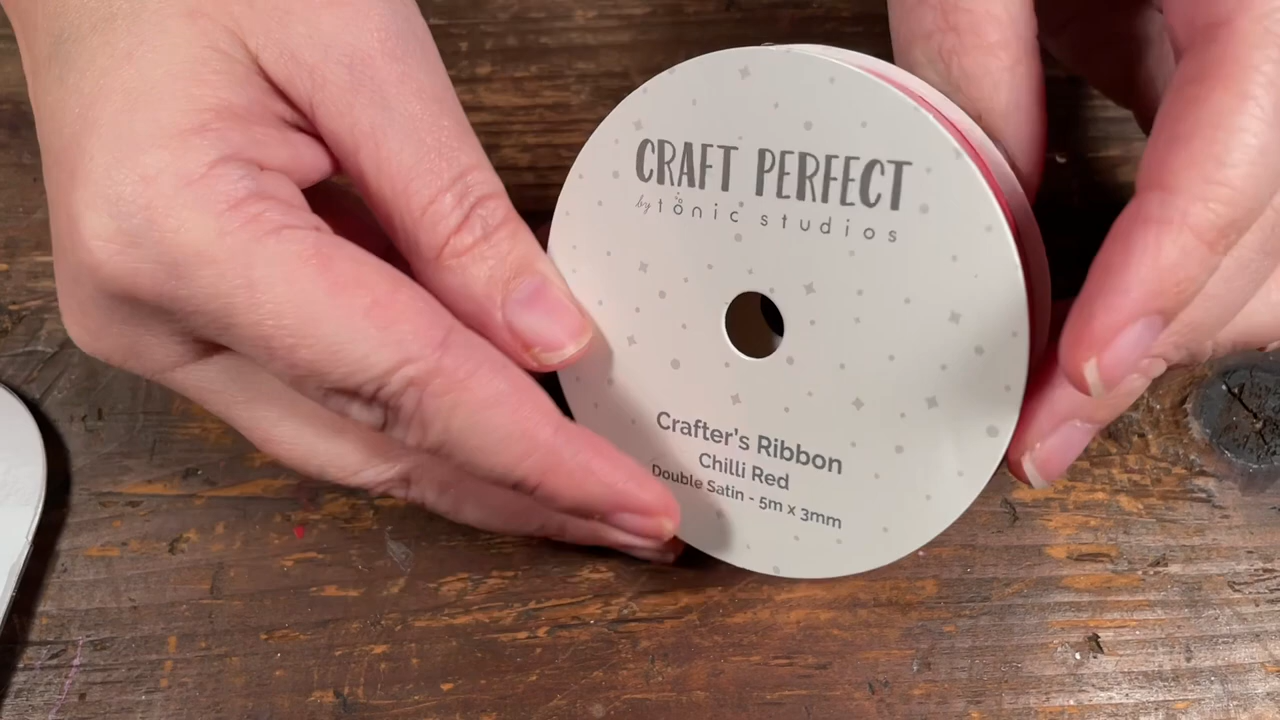 CRAFT PERFECT
by tonic studios
Crafter's Ribbon
Chilli Red
Double Satin - 5m x 3mm